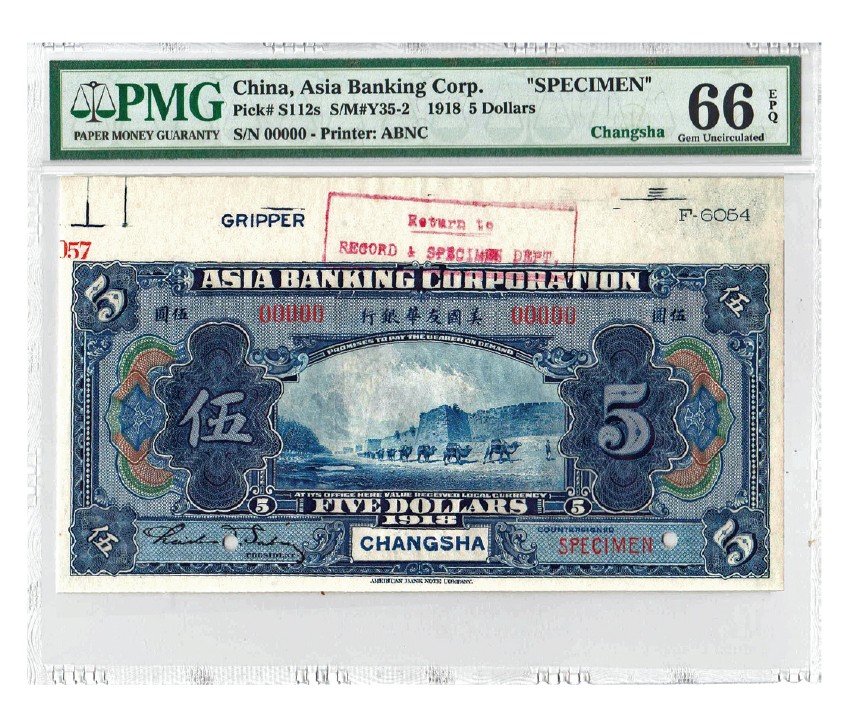 PMG
PAPER MONEY GUARANTY
China, Asia Banking Corp. "SPECIMEN"
Pick# S112s S/M#Y35-2 1918 5 Dollars
S/N 00000 - Printer: ABNC
Changsha
66 EPQ
Gem Uncirculated
GRIPPER
Return to
RECORD & SPECIMEN DEPT.
F-6054
057
5 ASIA BANKING CORPORATION 伍
圓伍 00000 行銀華友國美 00000 圓伍
PROMISES TO PAY THE BEARER ON DEMAND
伍 5
AT ITS OFFICE HERE VALUE RECEIVED LOCAL CURRENCY
5 FIVE DOLLARS 5
1918
伍 PRESIDENT CHANGSHA COUNTERSIGNED SPECIMEN 5
AMERICAN BANK NOTE COMPANY.